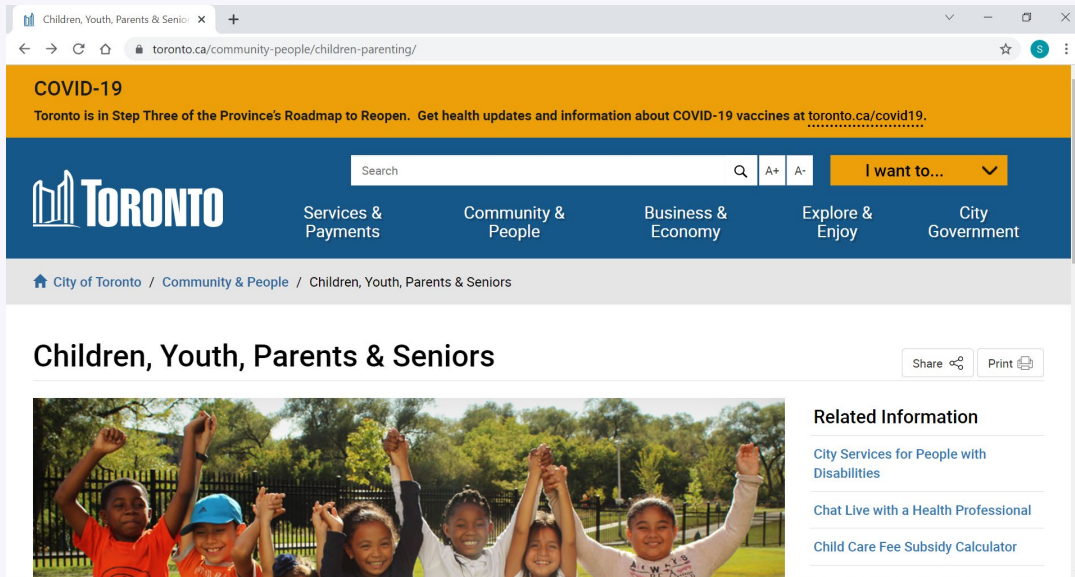 Children, Youth, Parents & Senior
toronto.ca/community-people/children-parenting/
S
COVID-19
Toronto is in Step Three of the Province's Roadmap to Reopen. Get health updates and information about COVID-19 vaccines at toronto.ca/covid19.
Search
A+ A-
I want to...
TORONTO
Services & Payments
Community & People
Business & Economy
Explore & Enjoy
City Government
City of Toronto / Community & People / Children, Youth, Parents & Seniors
Children, Youth, Parents & Seniors
Share
Print
Related Information
City Services for People with
Disabilities
Chat Live with a Health Professional
Child Care Fee Subsidy Calculator
ALWAYS